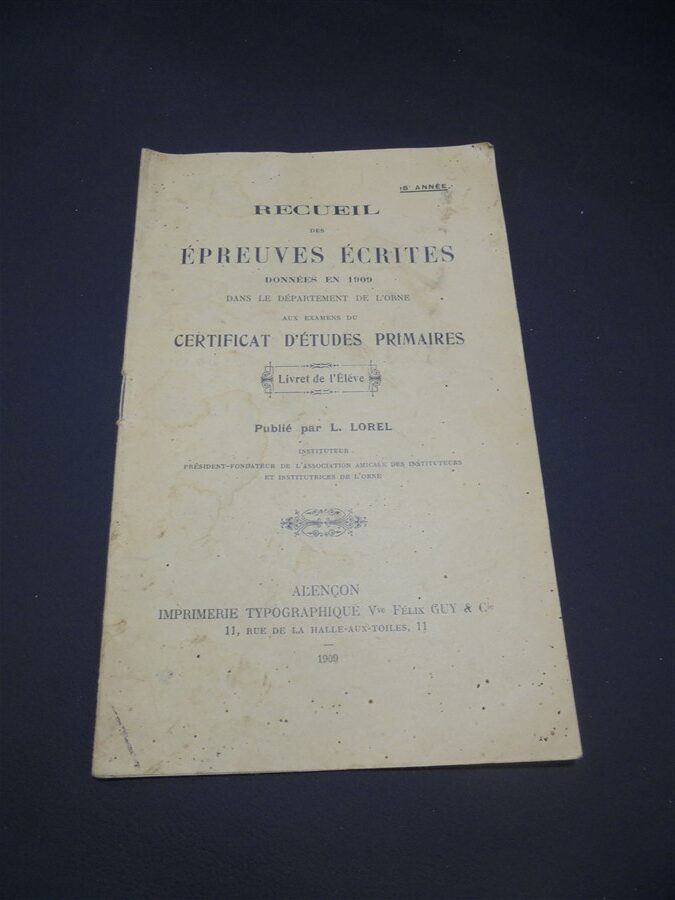 ANNÉE
RECUEIL
DES
ÉPREUVES ÉCRITES
DONNÉES EN 1909
DANS LE DÉPARTEMENT DE L'ORNE
AUX EXAMENS DU
CERTIFICAT D'ÉTUDES PRIMAIRES
Livret de l'Élève
Publié par L. LOREL
INSTITUTEUR
PRÉSIDENT-FONDATEUR DE L'ASSOCIATION AMICALE DES INSTITUTEURS
ET INSTITUTRICES DE L'ORNE
ALENÇON
IMPRIMERIE TYPOGRAPHIQUE Vve FÉLIX GUY & Cie
11, RUE DE LA HALLE-AUX-TOILES, 11
1909